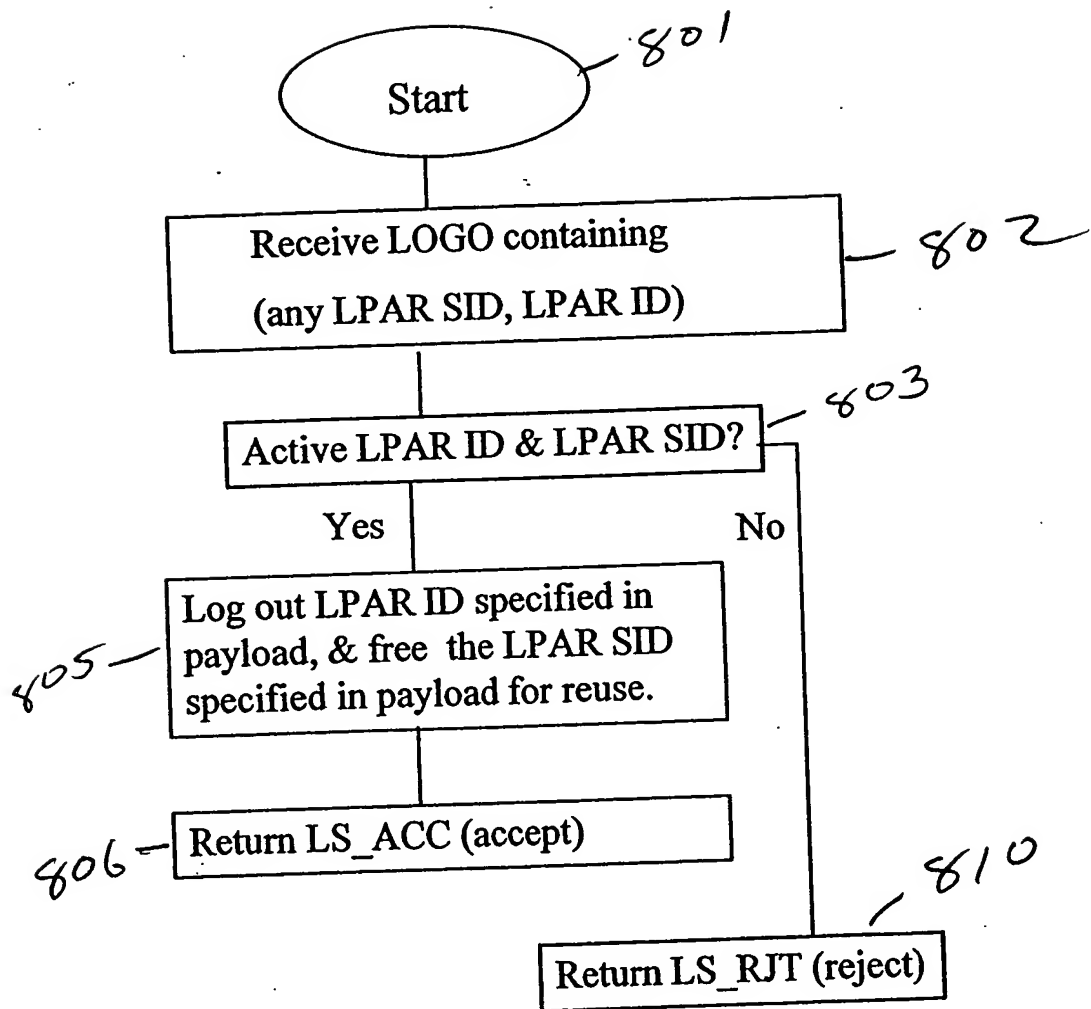 801
Start
Receive LOGO containing
(any LPAR SID, LPAR ID)
802
803
Active LPAR ID & LPAR SID?
Yes
No
Log out LPAR ID specified in
payload, & free the LPAR SID
specified in payload for reuse.
805
Return LS_ACC (accept)
806
810
Return LS_RJT (reject)